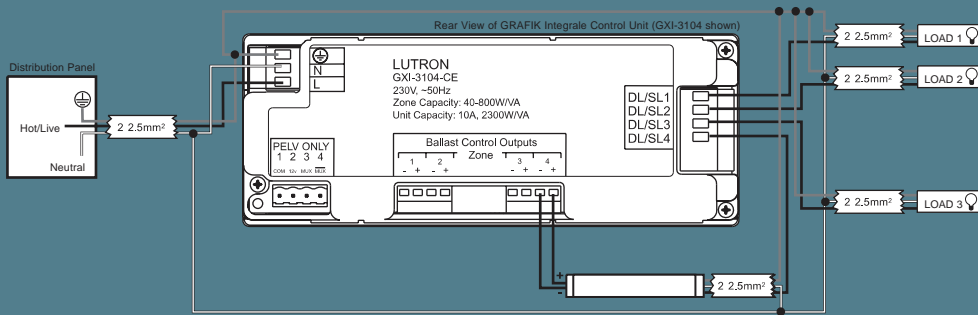 Rear View of GRAFIK Integrale Control Unit (GXI-3104 shown)
Distribution Panel
Hot/Live
Neutral
2 2.5mm²
N
L
LUTRON
GXI-3104-CE
230V, ~50Hz
Zone Capacity: 40-800W/VA
Unit Capacity: 10A, 2300W/VA
DL/SL1
DL/SL2
DL/SL3
DL/SL4
PELV ONLY
1 2 3 4
COM 12v MUX MUX
Ballast Control Outputs
Zone
1 2 3 4
- + - + - + - +
2 2.5mm²
LOAD 1
2 2.5mm²
LOAD 2
2 2.5mm²
LOAD 3
+
-
2 2.5mm²